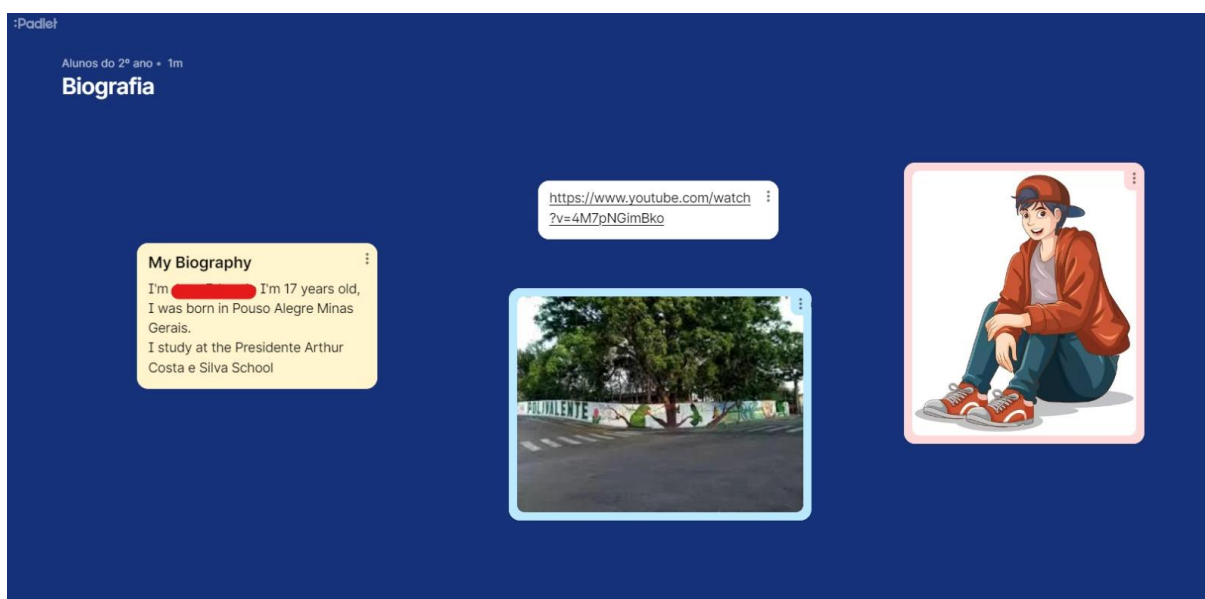 :Padlet
Alunos do 2º ano • 1m
Biografia
My Biography
I'm I'm 17 years old,
I was born in Pouso Alegre Minas
Gerais.
I study at the Presidente Arthur
Costa e Silva School
https://www.youtube.com/watch
?v=4M7pNGimBko
POLIVALENTE